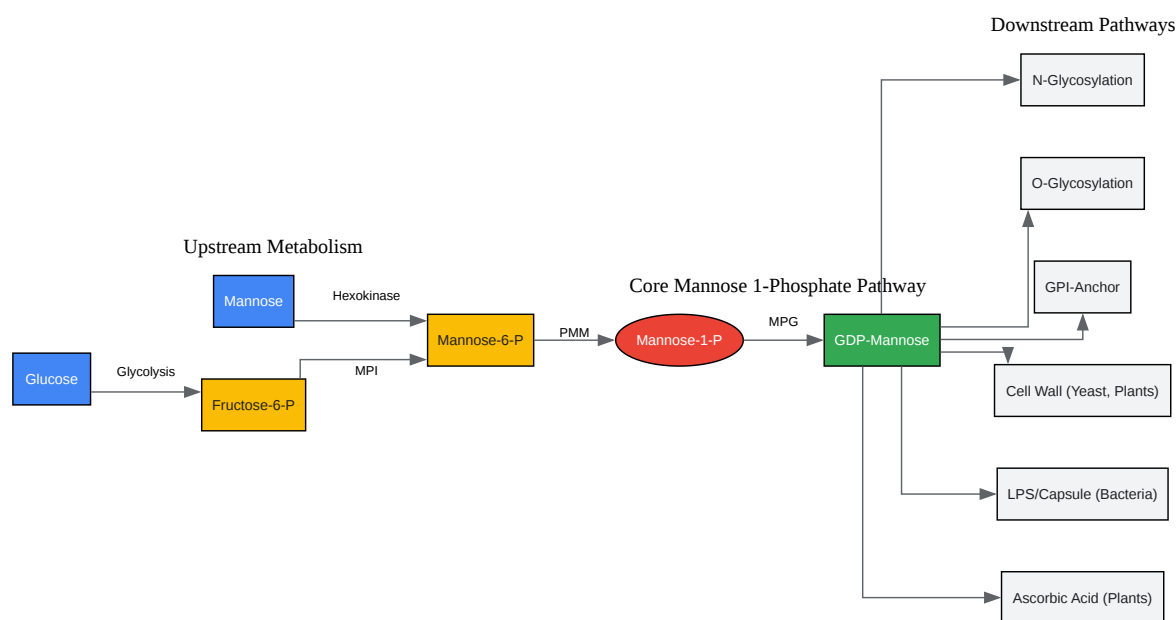 Downstream Pathways
N-Glycosylation
O-Glycosylation
Upstream Metabolism
Mannose
Hexokinase
Core Mannose 1-Phosphate Pathway
GPI-Anchor
Mannose-6-P
PMM
Mannose-1-P
MPG
GDP-Mannose
Glucose
Glycolysis
Fructose-6-P
MPI
Cell Wall (Yeast, Plants)
LPS/Capsule (Bacteria)
Ascorbic Acid (Plants)